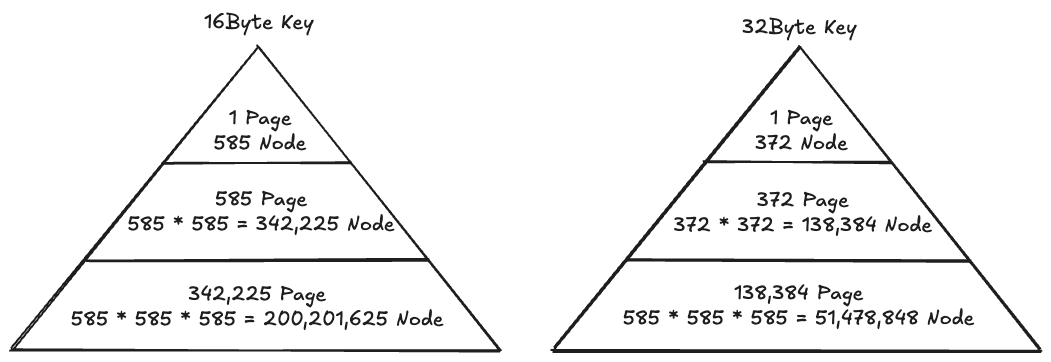 16Byte Key
1 Page
585 Node
585 Page
585 * 585 = 342,225 Node
342,225 Page
585 * 585 * 585 = 200,201,625 Node
32Byte Key
1 Page
372 Node
372 Page
372 * 372 = 138,384 Node
138,384 Page
585 * 585 * 585 = 51,478,848 Node